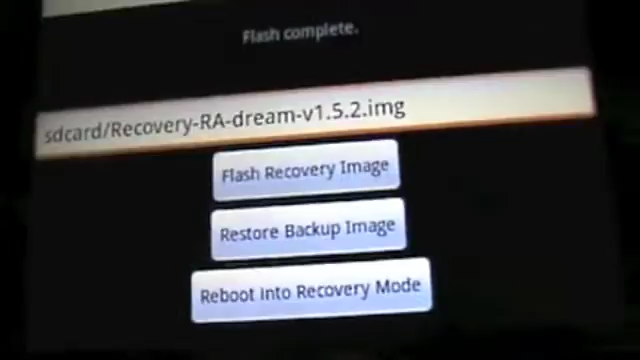 Flash complete.
sdcard/Recovery-RA-dream-v1.5.2.img
Flash Recovery Image
Restore Backup Image
Reboot into Recovery Mode